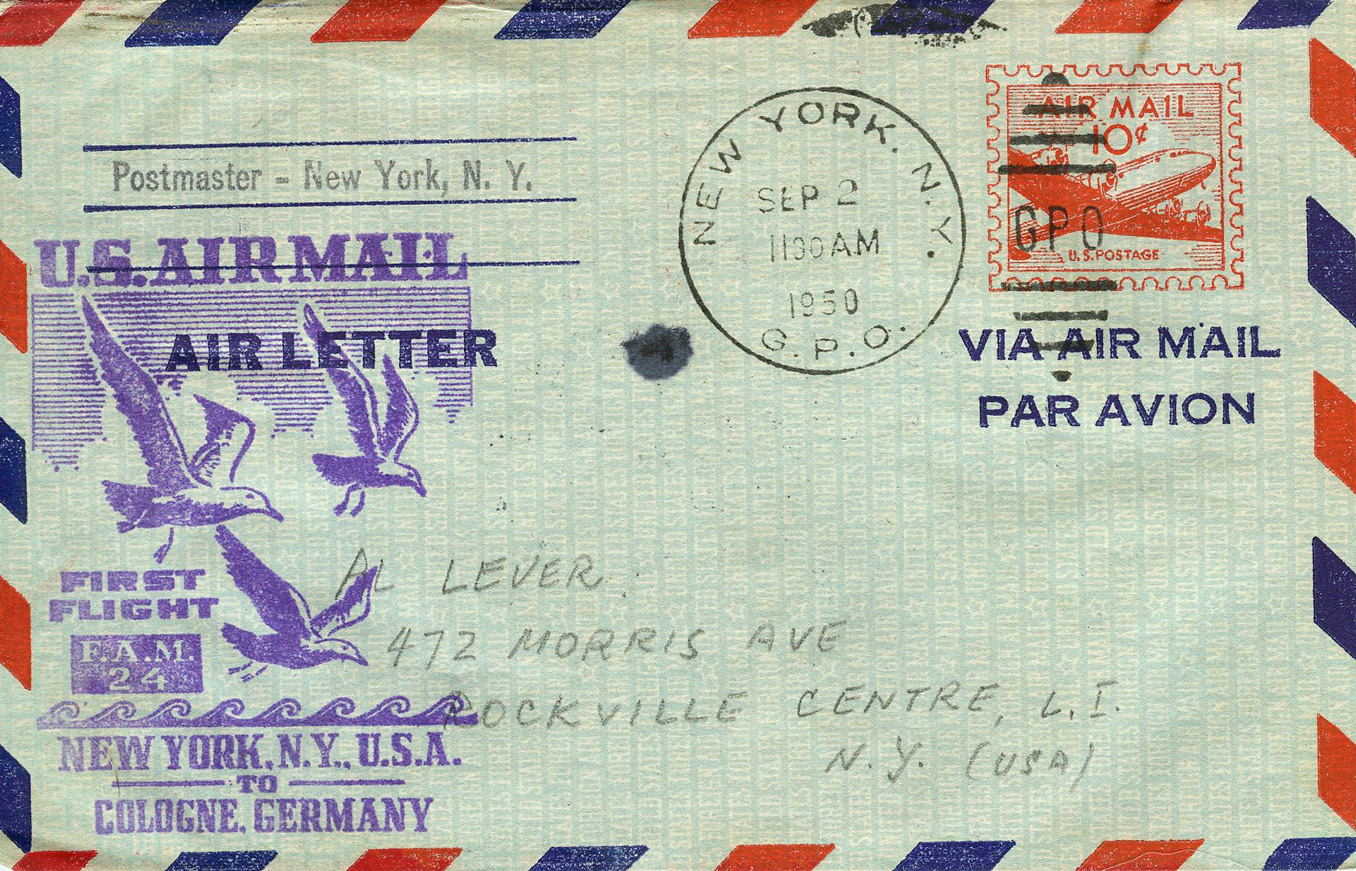 Postmaster - New York, N. Y.
U.S. AIR MAIL
AIR LETTER
FIRST
FLIGHT
F.A.M.
24
NEW YORK, N.Y., U.S.A.
TO
COLOGNE, GERMANY
NEW YORK, N.Y.
SEP 2
1130 AM
1950
G.P.O.
AIR MAIL
10¢
GPO
U.S. POSTAGE
VIA AIR MAIL
PAR AVION
AL LEVER
472 MORRIS AVE
ROCKVILLE CENTRE, L.I.
N.Y. (USA)